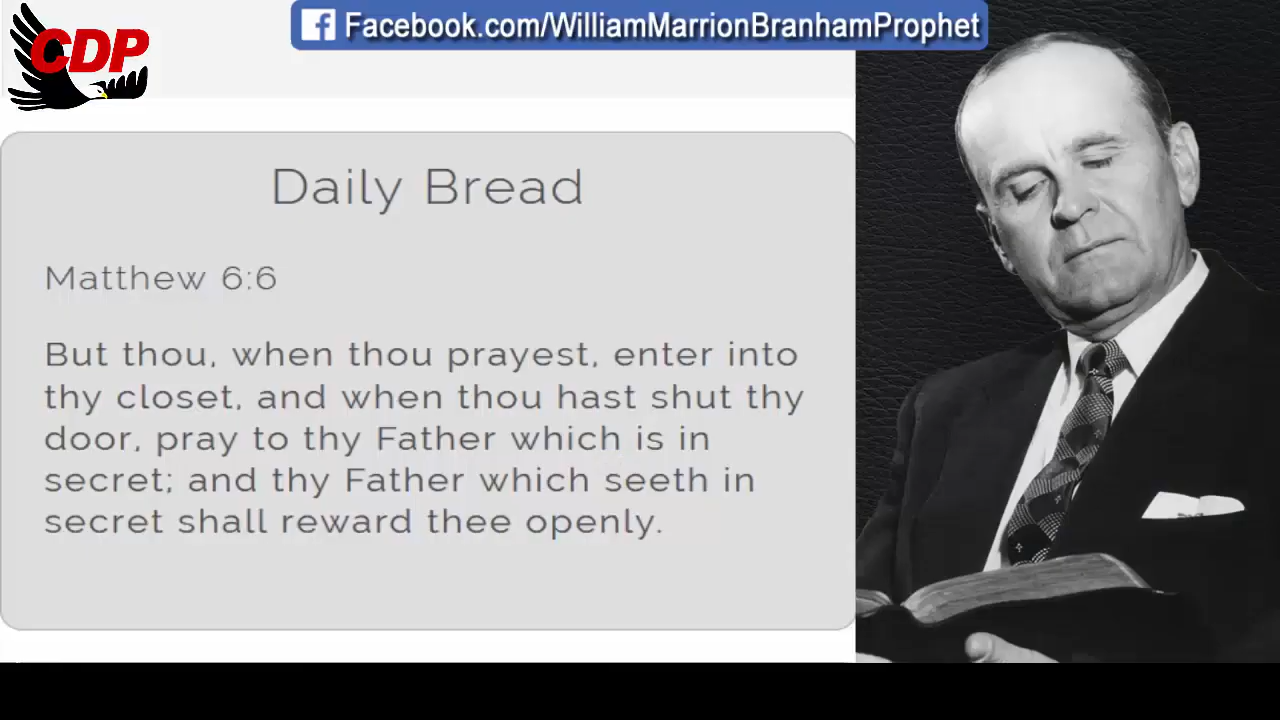 CDP
Facebook.com/WilliamMarrionBranhamProphet
Daily Bread
Matthew 6:6
But thou, when thou prayest, enter into
thy closet, and when thou hast shut thy
door, pray to thy Father which is in
secret; and thy Father which seeth in
secret shall reward thee openly.